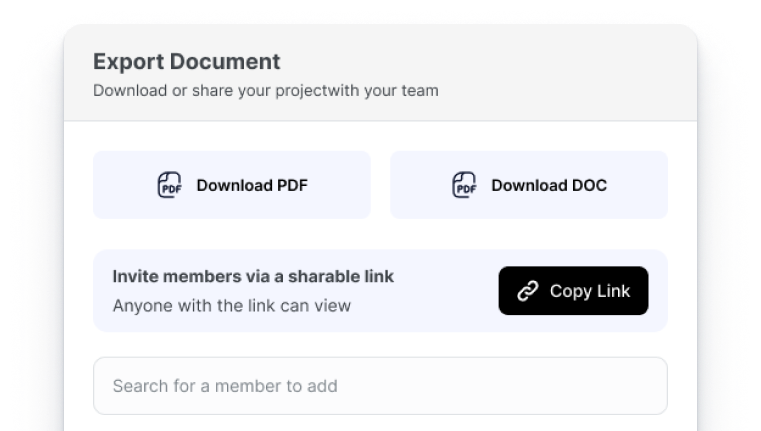 Export Document
Download or share your projectwith your team
PDF Download PDF
PDF Download DOC
Invite members via a sharable link
Anyone with the link can view
Copy Link
Search for a member to add